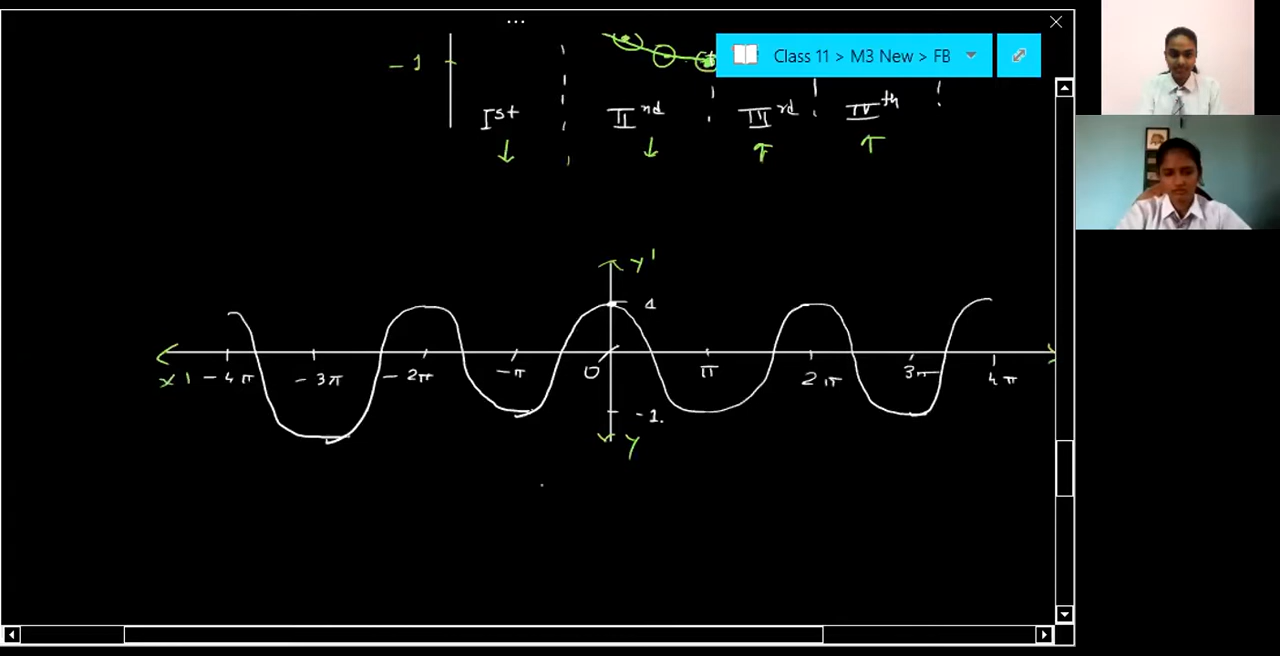 Class 11 > M3 New > FB
-1
Ist IInd IIIrd IVth
↓ ↓ ↑ ↑
y'
1
x' -4π -3π -2π -π 0 π 2π 3π 4π
-1.
y